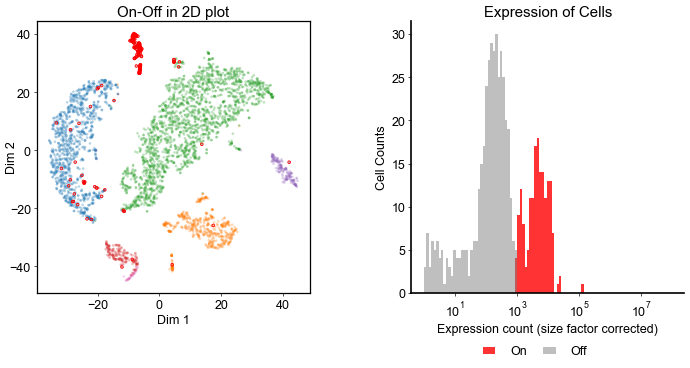 On-Off in 2D plot
Dim 2
40
20
0
−20
−40
−20 0 20 40
Dim 1
Expression of Cells
Cell Counts
30
25
20
15
10
5
0
10^1 10^3 10^5 10^7
Expression count (size factor corrected)
On Off